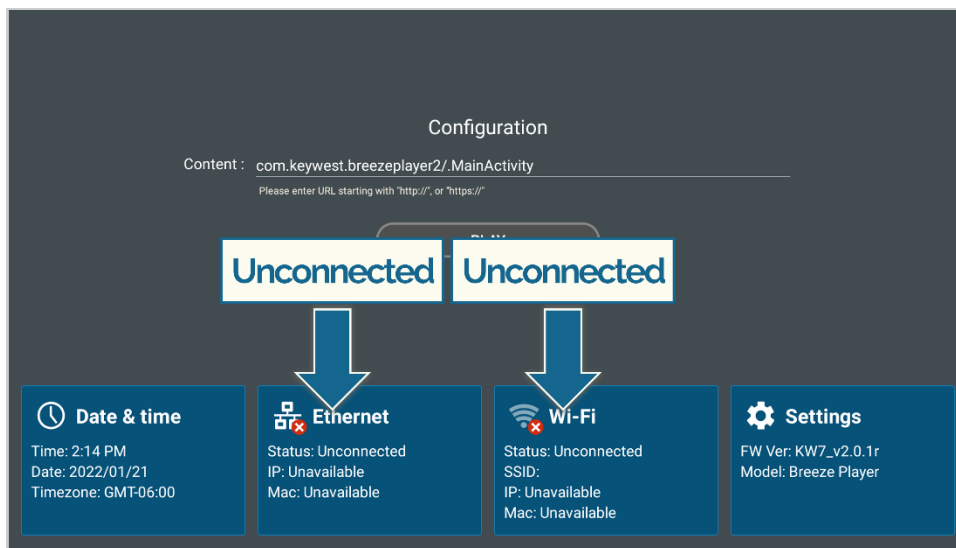 Configuration
Content : com.keywest.breezeplayer2/.MainActivity
Please enter URL starting with "http://", or "https://"
Unconnected Unconnected
Date & time
Time: 2:14 PM
Date: 2022/01/21
Timezone: GMT-06:00
Ethernet
Status: Unconnected
IP: Unavailable
Mac: Unavailable
Wi-Fi
Status: Unconnected
SSID:
IP: Unavailable
Mac: Unavailable
Settings
FW Ver: KW7_v2.0.1r
Model: Breeze Player